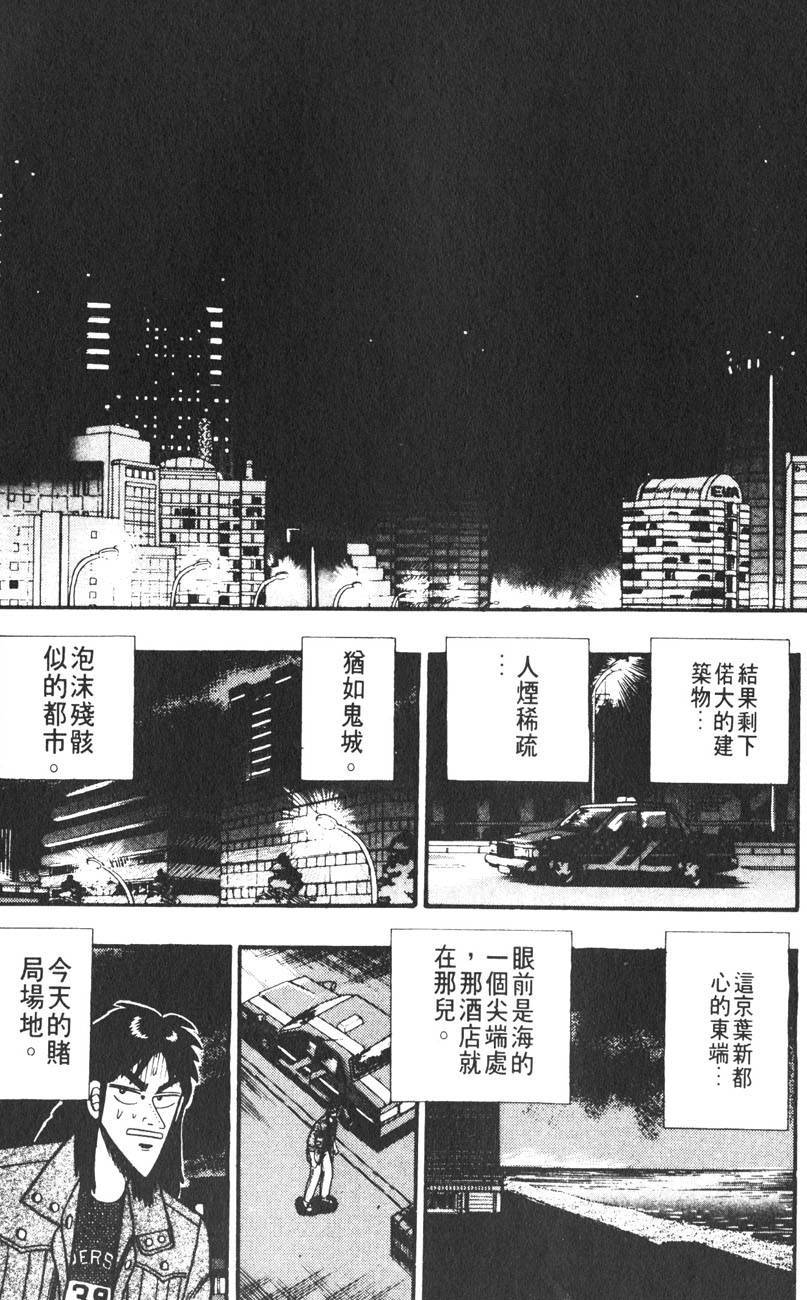 EVA
結果剩下
偌大的建
築物…
人煙稀疏
…
猶如鬼城。
泡沫殘骸
似的都市。
這京葉新都
心的東端…
眼前是海的
一個尖端處
，那酒店就
在那兒。
今天的賭
局場地。
DERS
39